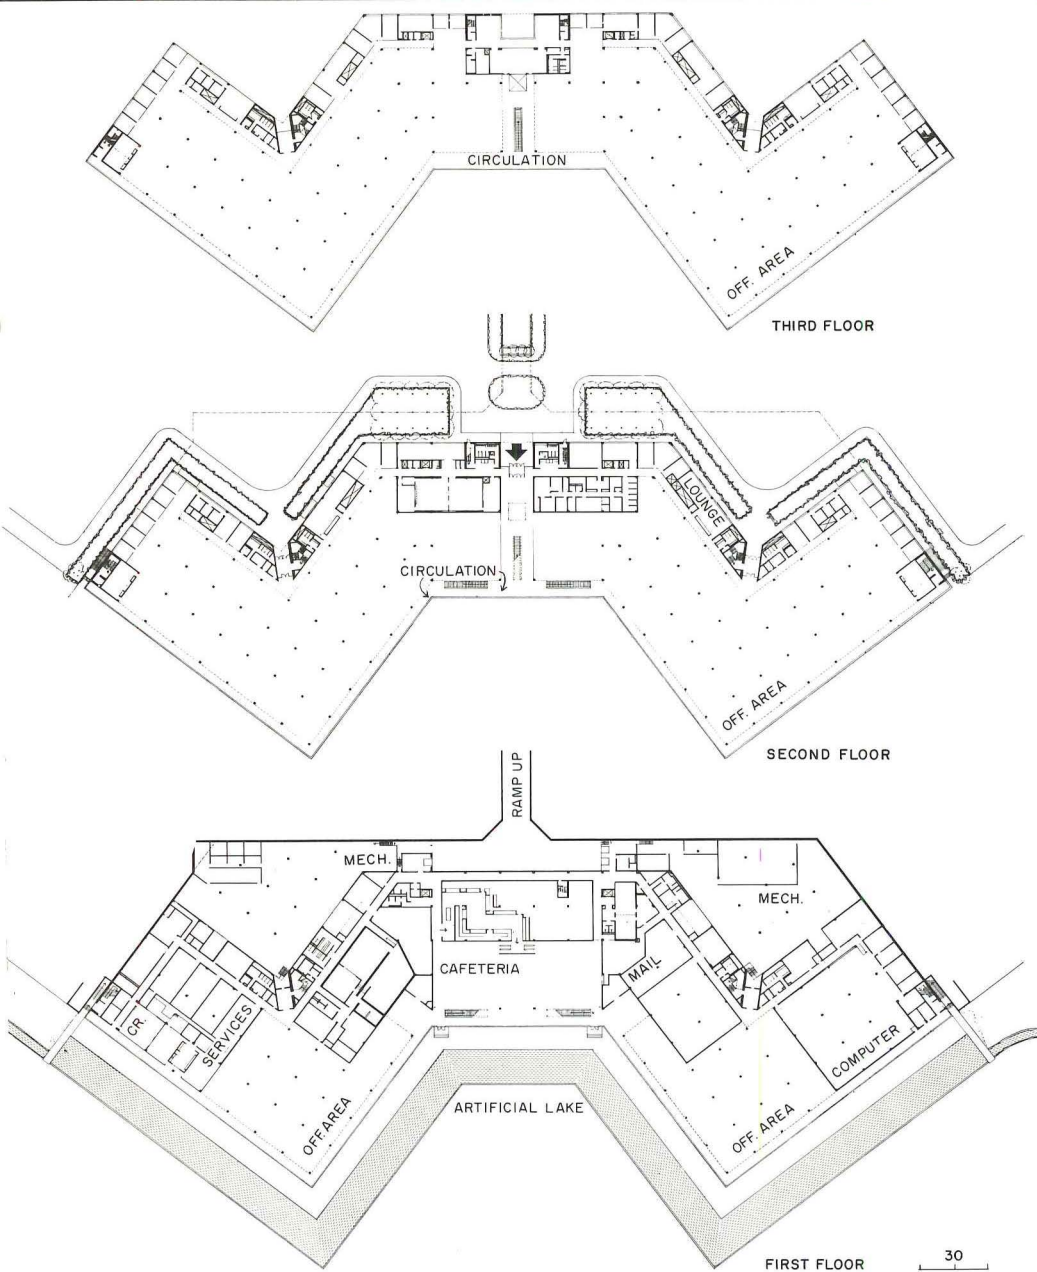 CIRCULATION
OFF. AREA
THIRD FLOOR
LOUNGE
CIRCULATION
OFF. AREA
SECOND FLOOR
RAMP UP
MECH.
MECH.
CAFETERIA
MAIL
CR.
SERVICES
COMPUTER
OFF. AREA
ARTIFICIAL LAKE
OFF. AREA
FIRST FLOOR
30